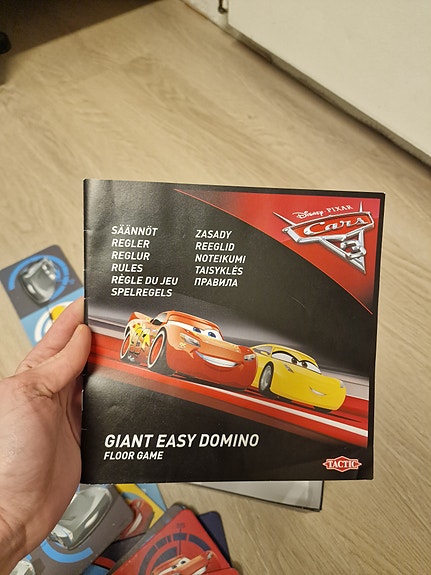 Disney · PIXAR
Cars
3
SÄÄNNÖT
REGLER
REGLUR
RULES
RÈGLE DU JEU
SPELREGELS
ZASADY
REEGLID
NOTEIKUMI
TAISYKLĖS
ПРАВИЛА
GIANT EASY DOMINO
FLOOR GAME
TACTIC